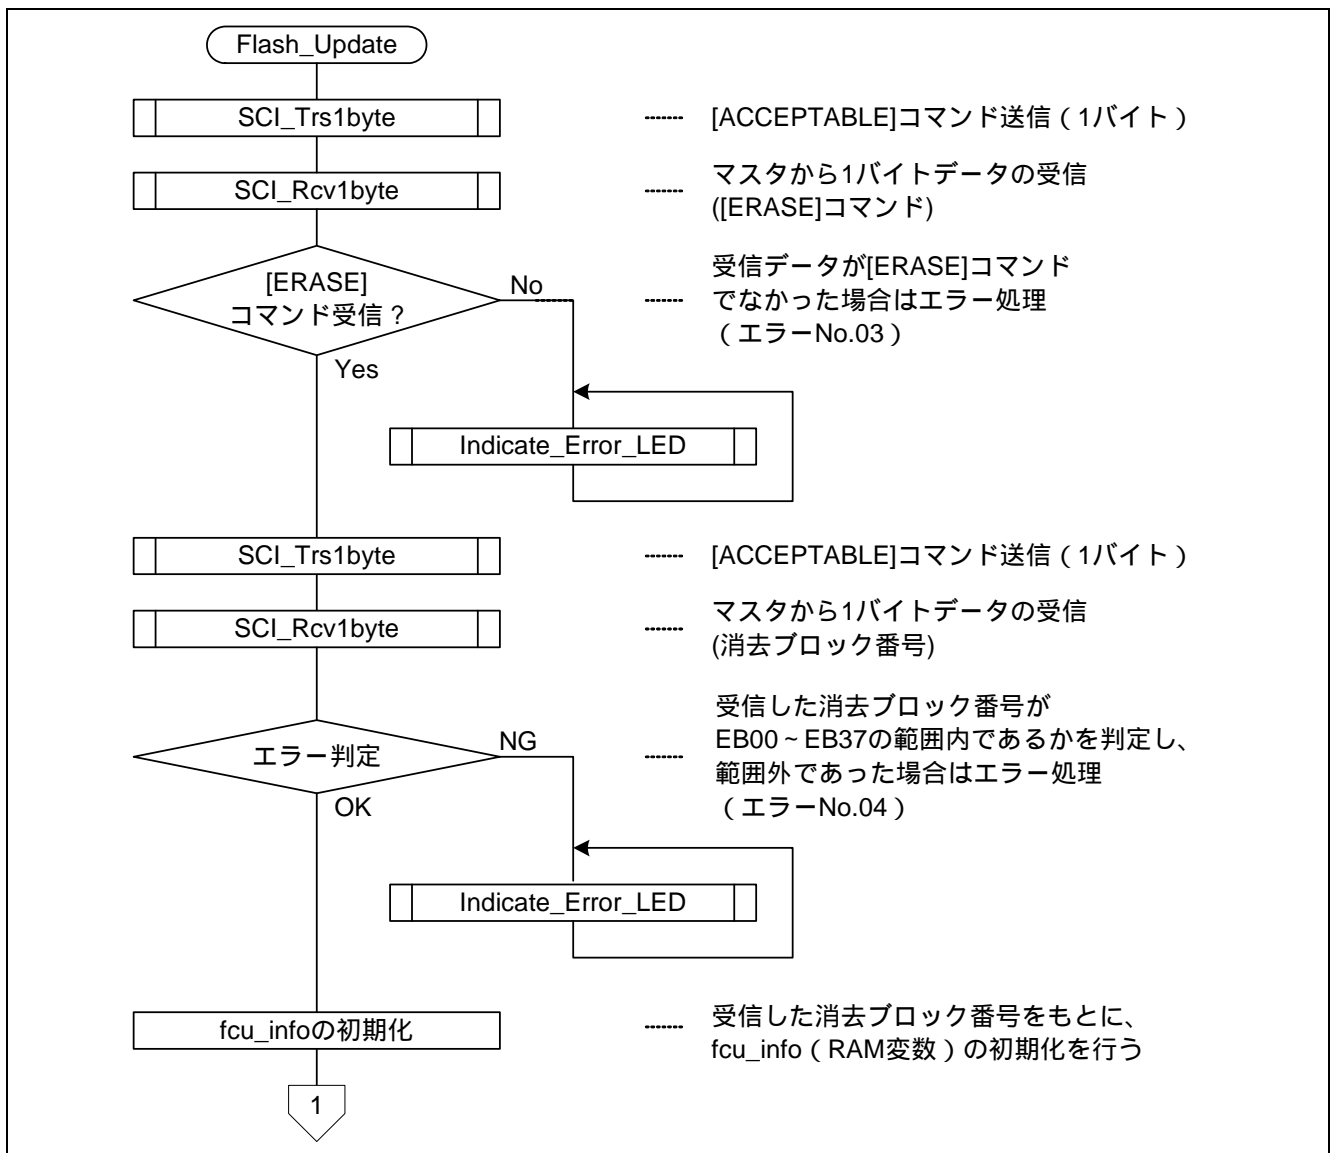 Flash_Update
SCI_Trs1byte
[ACCEPTABLE]コマンド送信（1バイト）
SCI_Rcv1byte
マスタから1バイトデータの受信
([ERASE]コマンド)
[ERASE]
コマンド受信？
No
Yes
受信データが[ERASE]コマンド
でなかった場合はエラー処理
（エラーNo.03）
Indicate_Error_LED
SCI_Trs1byte
[ACCEPTABLE]コマンド送信（1バイト）
SCI_Rcv1byte
マスタから1バイトデータの受信
(消去ブロック番号)
エラー判定
NG
OK
受信した消去ブロック番号が
EB00～EB37の範囲内であるかを判定し、
範囲外であった場合はエラー処理
（エラーNo.04）
Indicate_Error_LED
fcu_infoの初期化
受信した消去ブロック番号をもとに、
fcu_info（RAM変数）の初期化を行う
1